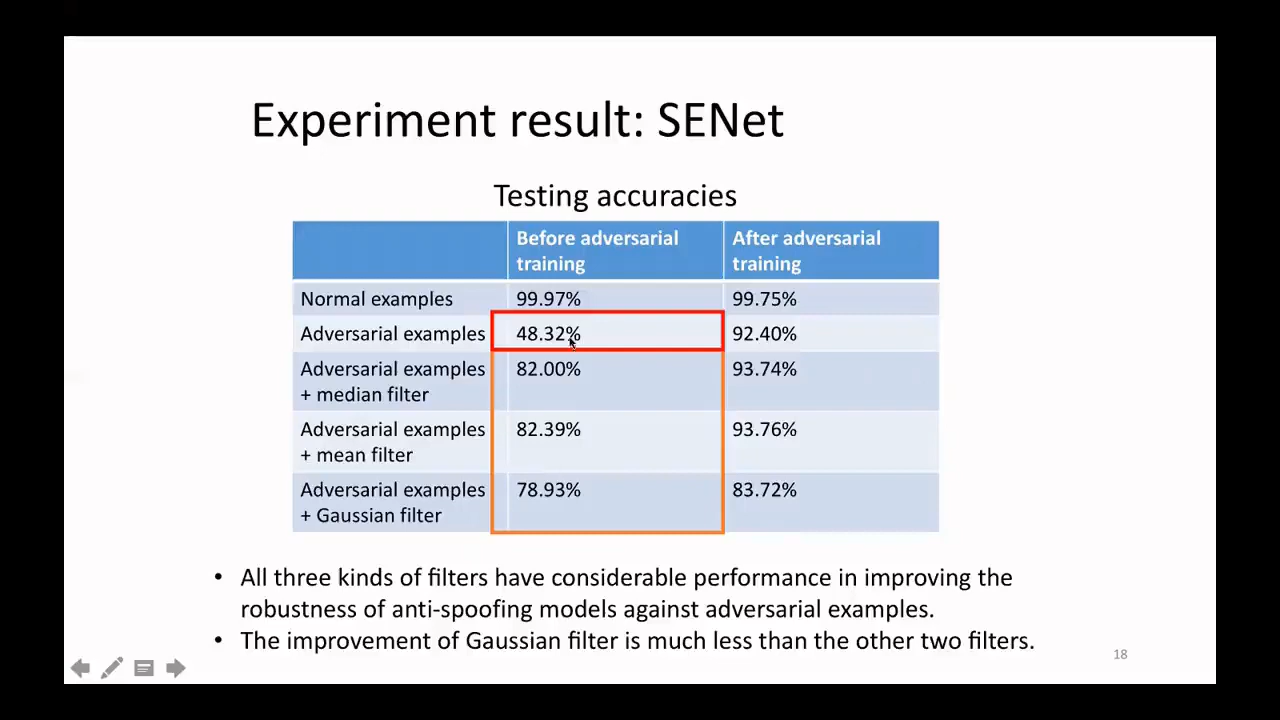 Experiment result: SENet
Testing accuracies
Before adversarial training
After adversarial training
Normal examples 99.97% 99.75%
Adversarial examples 48.32% 92.40%
Adversarial examples + median filter 82.00% 93.74%
Adversarial examples + mean filter 82.39% 93.76%
Adversarial examples + Gaussian filter 78.93% 83.72%
• All three kinds of filters have considerable performance in improving the
robustness of anti-spoofing models against adversarial examples.
• The improvement of Gaussian filter is much less than the other two filters.
18